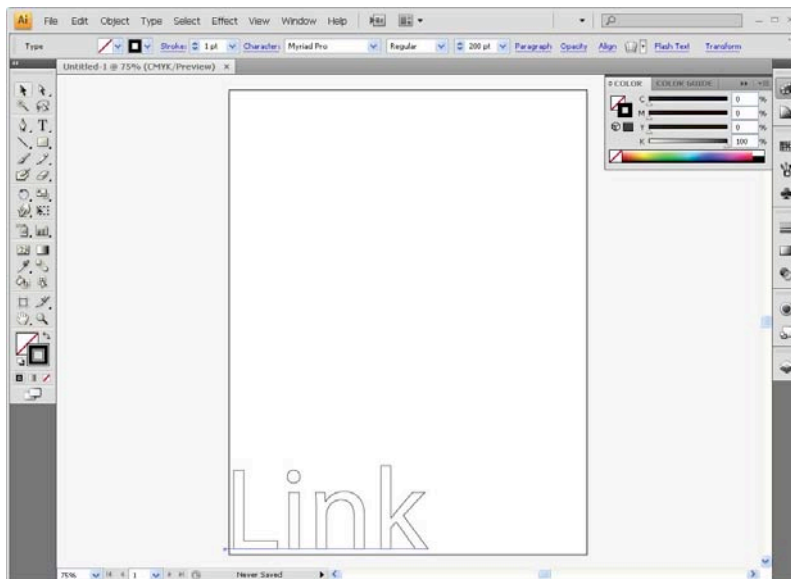 Ai File Edit Object Type Select Effect View Window Help Br
Type Stroke: 1 pt Character: Myriad Pro Regular 200 pt Paragraph Opacity Align Flash Text Transform
Untitled-1 @ 75% (CMYK/Preview) x
COLOR COLOR GUIDE
C 0 %
M 0 %
Y 0 %
K 100 %
Link
75% 1 Never Saved